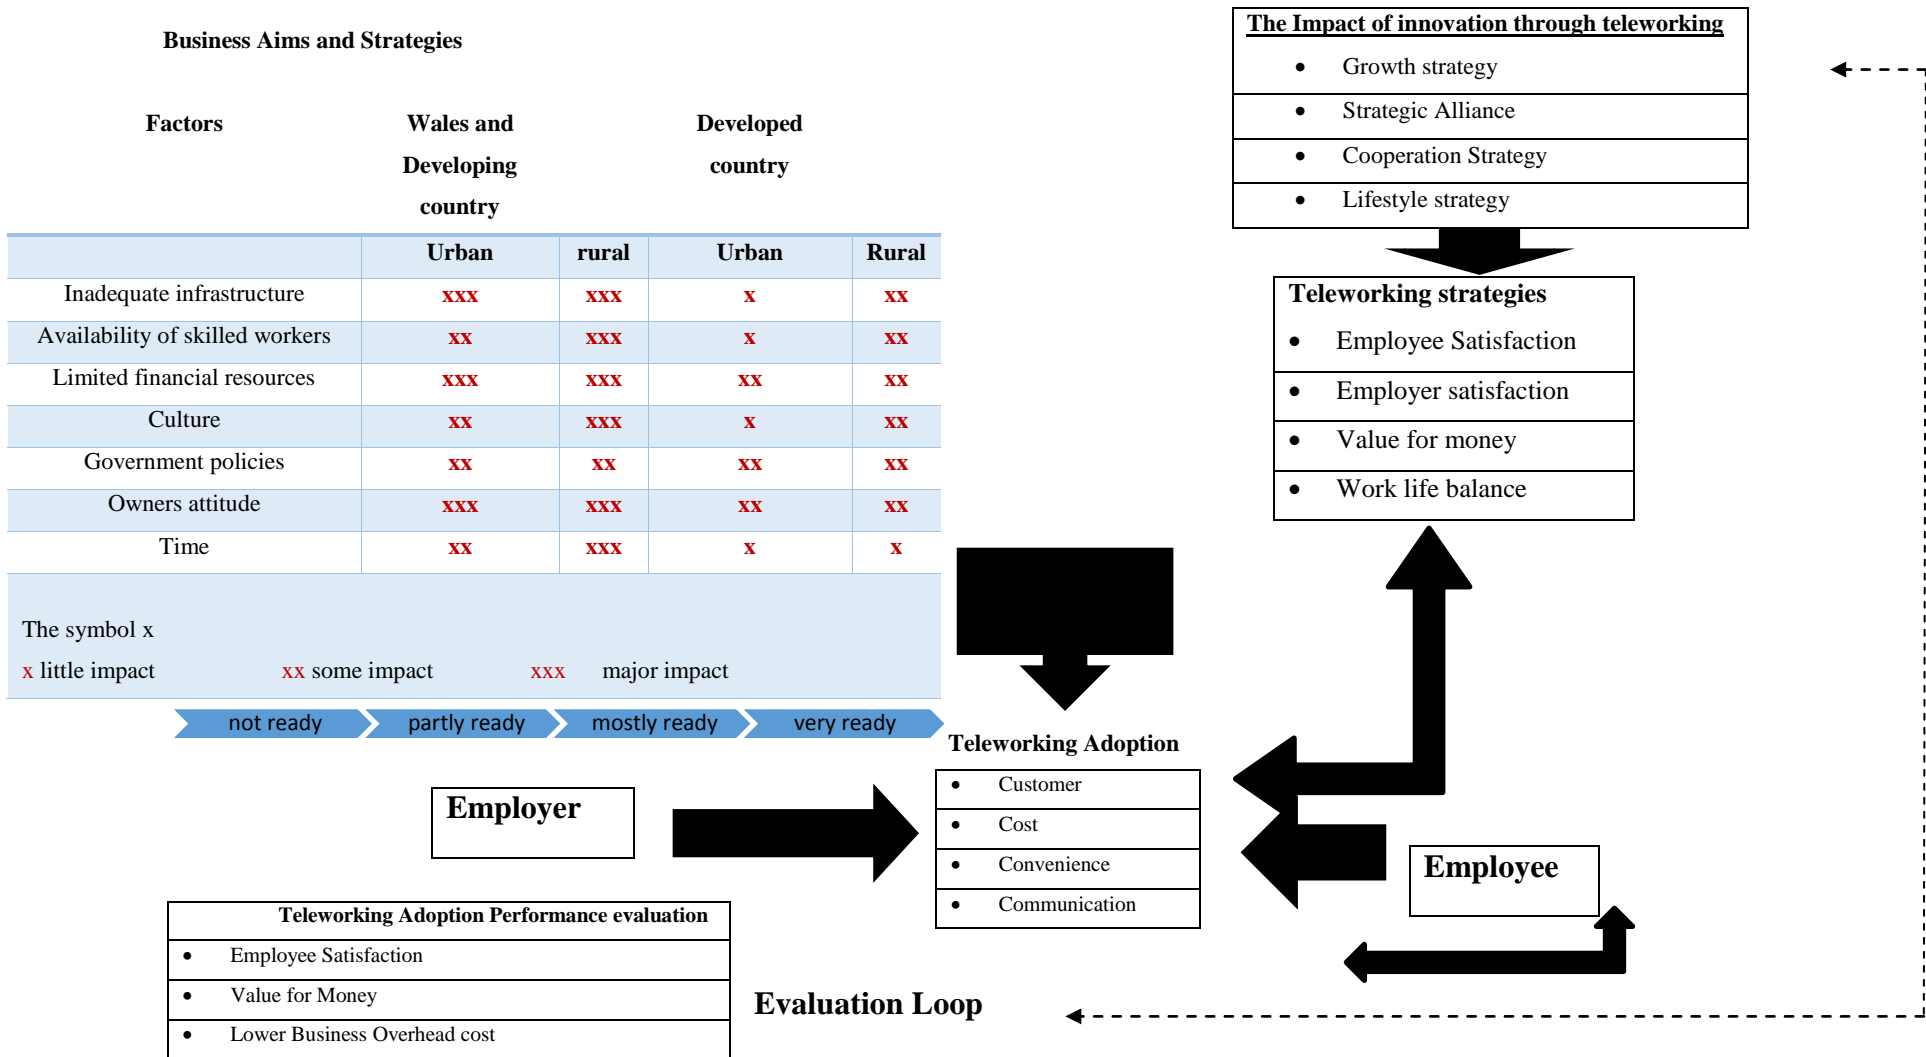 Business Aims and Strategies
Factors
Wales and
Developing
country
Developed
country
Urban rural Urban Rural
Inadequate infrastructure xxx xxx x xx
Availability of skilled workers xx xxx x xx
Limited financial resources xxx xxx xx xx
Culture xx xxx x xx
Government policies xx xx xx xx
Owners attitude xxx xxx xx xx
Time xx xxx x x
The symbol x
x little impact xx some impact xxx major impact
not ready partly ready mostly ready very ready
The Impact of innovation through teleworking
• Growth strategy
• Strategic Alliance
• Cooperation Strategy
• Lifestyle strategy
Teleworking strategies
• Employee Satisfaction
• Employer satisfaction
• Value for money
• Work life balance
Employer
Teleworking Adoption
• Customer
• Cost
• Convenience
• Communication
Employee
Teleworking Adoption Performance evaluation
• Employee Satisfaction
• Value for Money
• Lower Business Overhead cost
Evaluation Loop